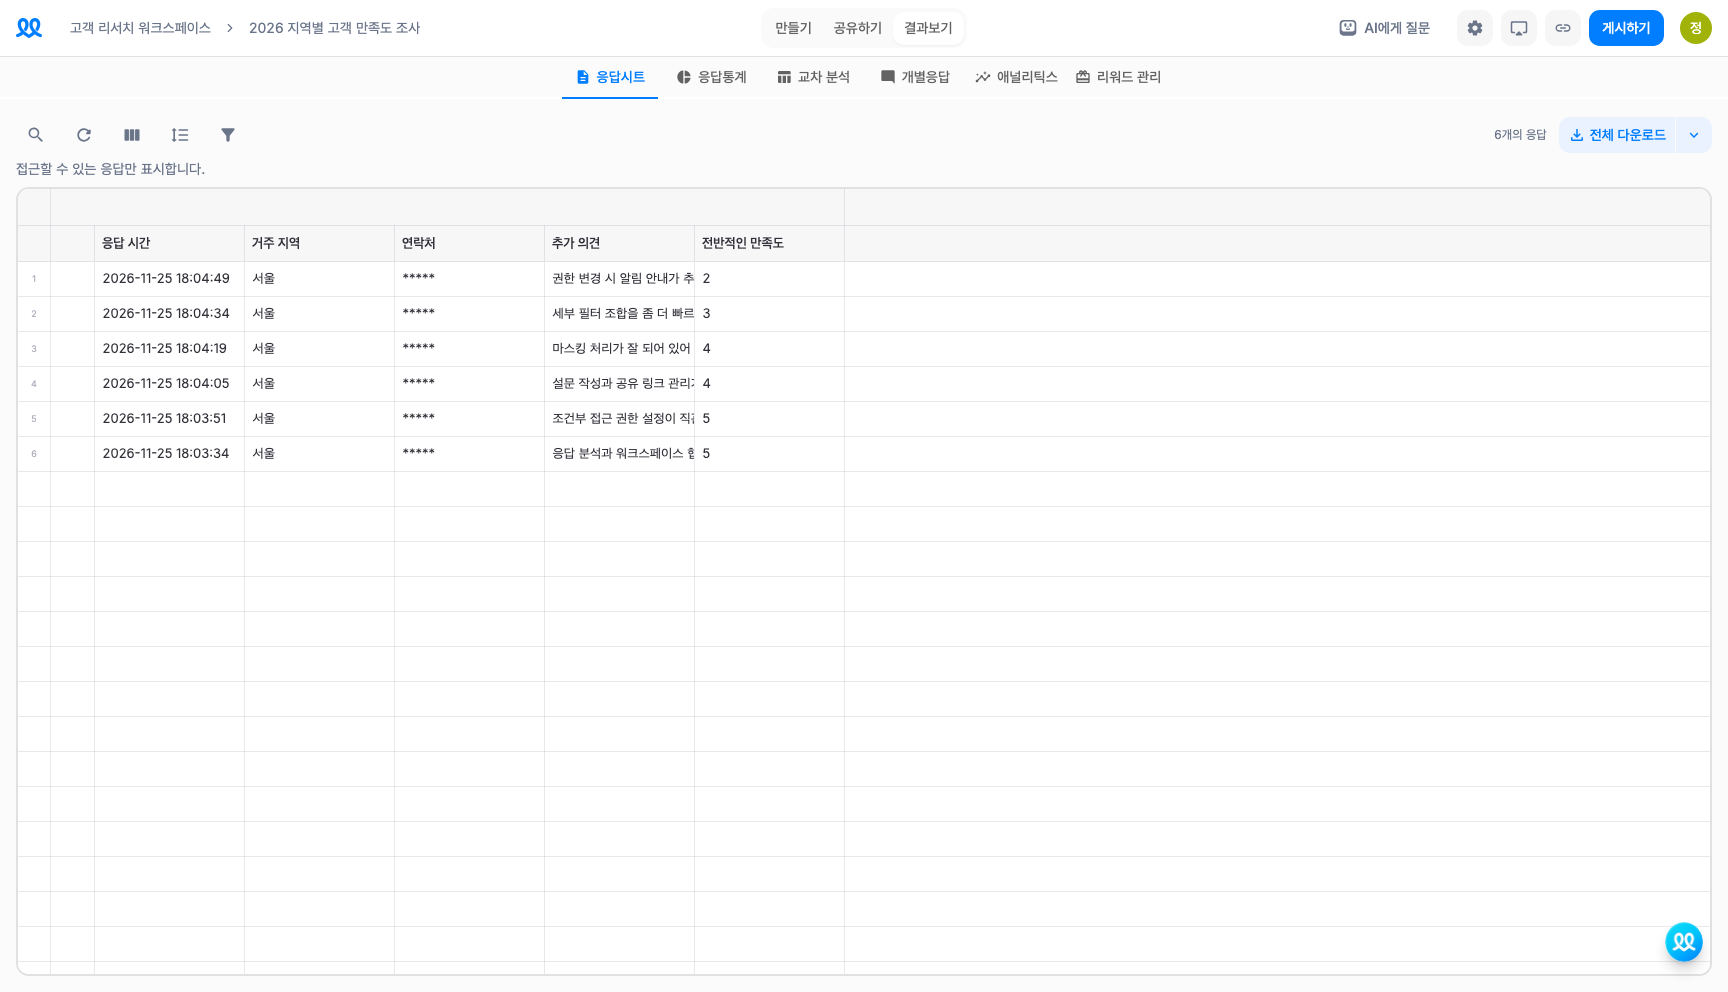 고객 리서치 워크스페이스 > 2026 지역별 고객 만족도 조사
만들기 공유하기 결과보기
AI에게 질문
게시하기
정
응답시트 응답통계 교차 분석 개별응답 애널리틱스 리워드 관리
6개의 응답
전체 다운로드
접근할 수 있는 응답만 표시합니다.
응답 시간 거주 지역 연락처 추가 의견 전반적인 만족도
1 2026-11-25 18:04:49 서울 ***** 권한 변경 시 알림 안내가 추 2
2 2026-11-25 18:04:34 서울 ***** 세부 필터 조합을 좀 더 빠르 3
3 2026-11-25 18:04:19 서울 ***** 마스킹 처리가 잘 되어 있어 4
4 2026-11-25 18:04:05 서울 ***** 설문 작성과 공유 링크 관리 4
5 2026-11-25 18:03:51 서울 ***** 조건부 접근 권한 설정이 5
6 2026-11-25 18:03:34 서울 ***** 응답 분석과 워크스페이스 5